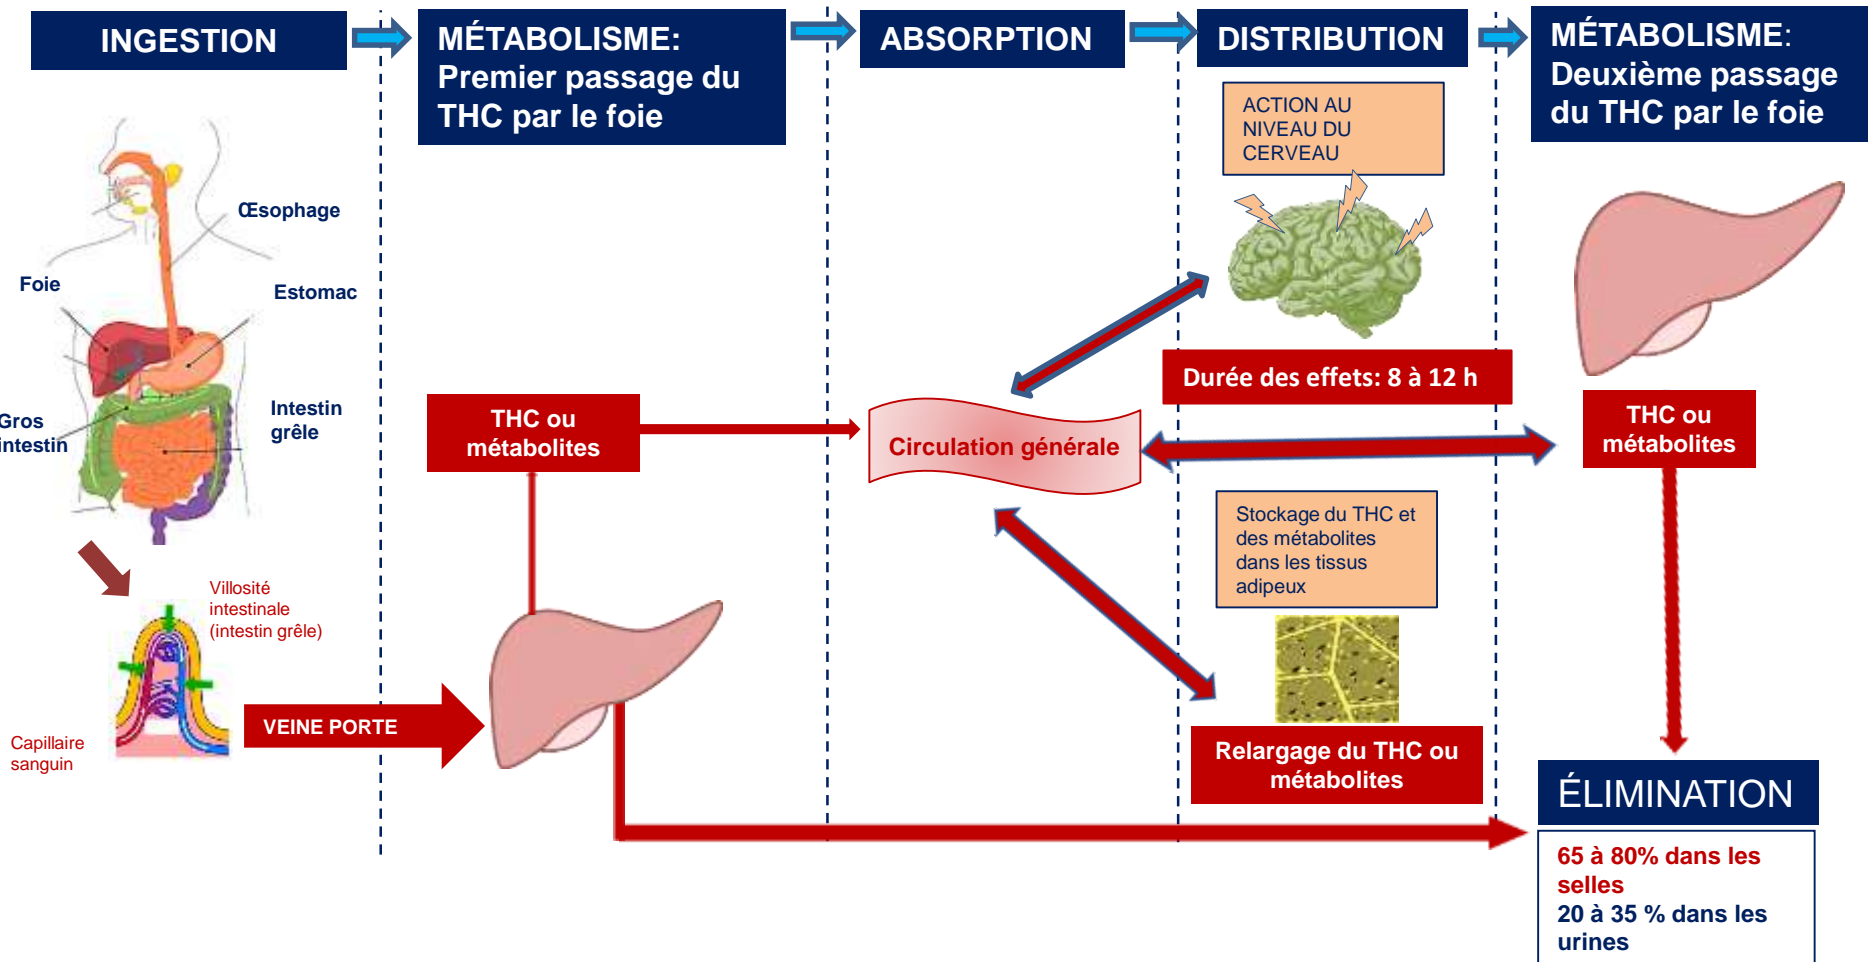 INGESTION
MÉTABOLISME:
Premier passage du
THC par le foie
ABSORPTION
DISTRIBUTION
MÉTABOLISME:
Deuxième passage
du THC par le foie
ACTION AU
NIVEAU DU
CERVEAU
Œsophage
Foie
Estomac
Gros
intestin
Intestin
grêle
Durée des effets: 8 à 12 h
THC ou
métabolites
Circulation générale
THC ou
métabolites
Stockage du THC et
des métabolites
dans les tissus
adipeux
Villosité
intestinale
(intestin grêle)
Capillaire
sanguin
VEINE PORTE
Relargage du THC ou
métabolites
ÉLIMINATION
65 à 80% dans les
selles
20 à 35 % dans les
urines